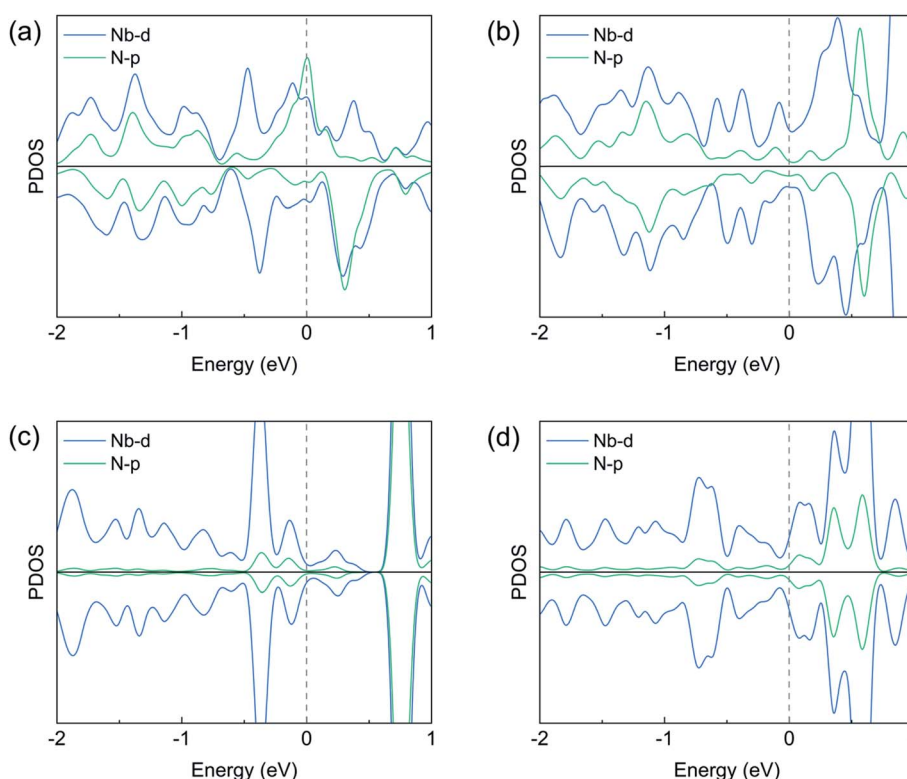 (a)
Nb-d
N-p
PDOS
-2 -1 0 1
Energy (eV)
(b)
Nb-d
N-p
PDOS
-2 -1 0
Energy (eV)
(c)
Nb-d
N-p
PDOS
-2 -1 0 1
Energy (eV)
(d)
Nb-d
N-p
PDOS
-2 -1 0
Energy (eV)